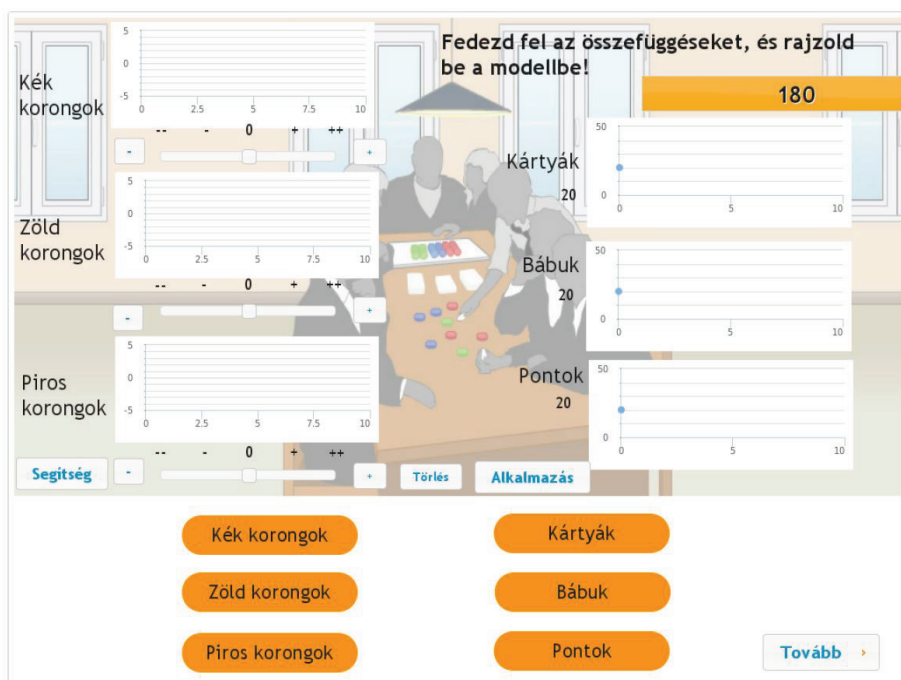 Fedezd fel az összefüggéseket, és rajzold
be a modellbe!
180
Kék
korongok
5
0
-5
0 2.5 5 7.5 10
-- - 0 + ++
- +
Zöld
korongok
5
0
-5
0 2.5 5 7.5 10
-- - 0 + ++
- +
Piros
korongok
5
0
-5
0 2.5 5 7.5 10
-- - 0 + ++
- +
Kártyák
20
50
0
0 5 10
Bábuk
20
50
0
0 5 10
Pontok
20
50
0
0 5 10
Segítség
Törlés
Alkalmazás
Kék korongok
Kártyák
Zöld korongok
Bábuk
Piros korongok
Pontok
Tovább ›